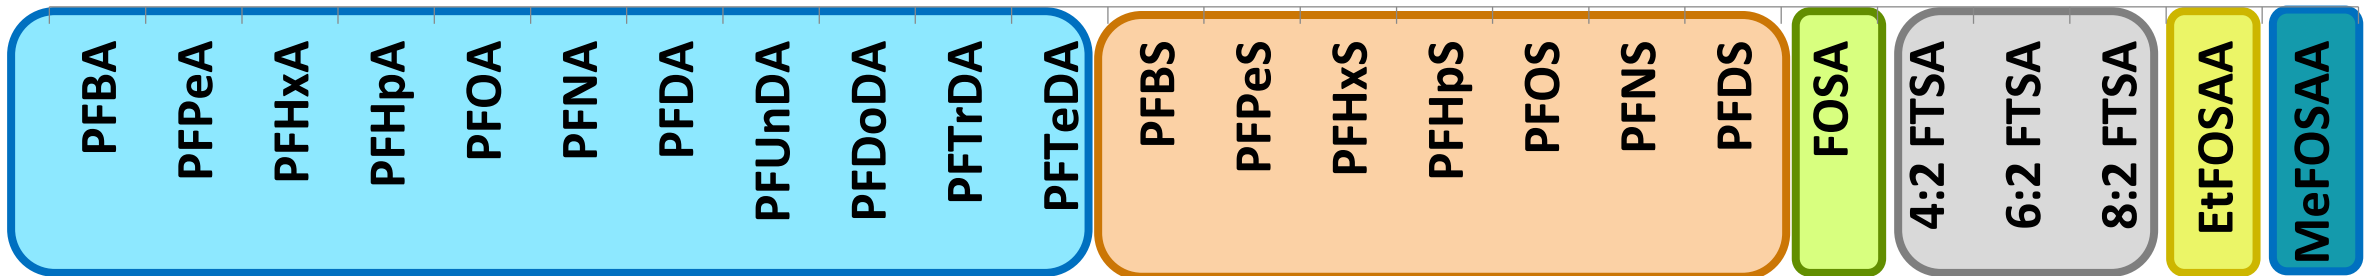 PFBA
PFPeA
PFHxA
PFHpA
PFOA
PFNA
PFDA
PFUnDA
PFDoDA
PFTrDA
PFTeDA
PFBS
PFPeS
PFHxS
PFHpS
PFOS
PFNS
PFDS
FOSA
4:2 FTSA
6:2 FTSA
8:2 FTSA
EtFOSAA
MeFOSAA